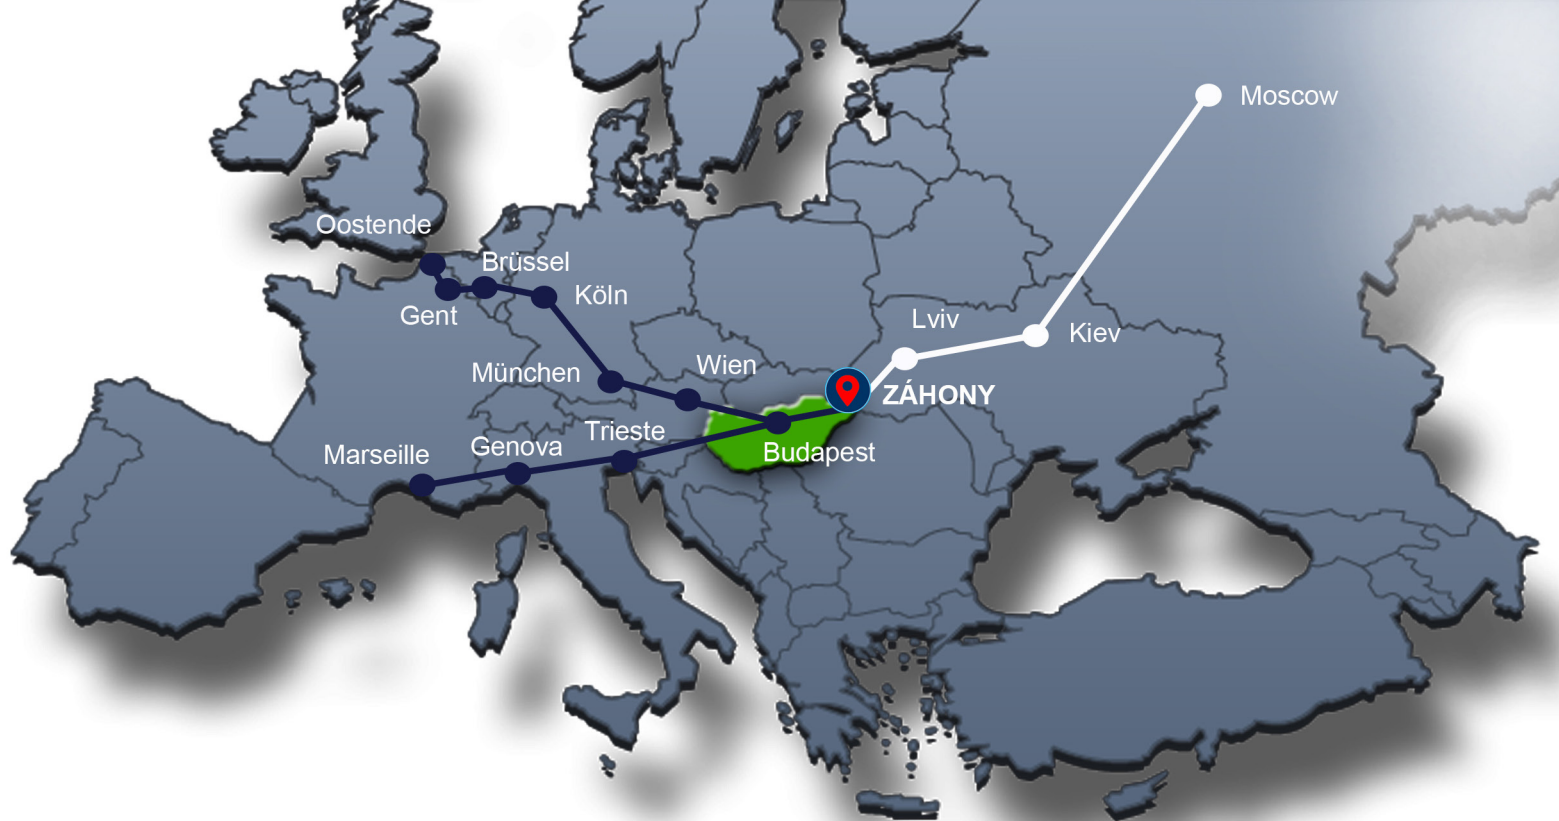 Moscow
Oostende
Brüssel
Köln
Gent
Lviv
Kiev
Wien
München
ZÁHONY
Trieste
Genova
Marseille
Budapest